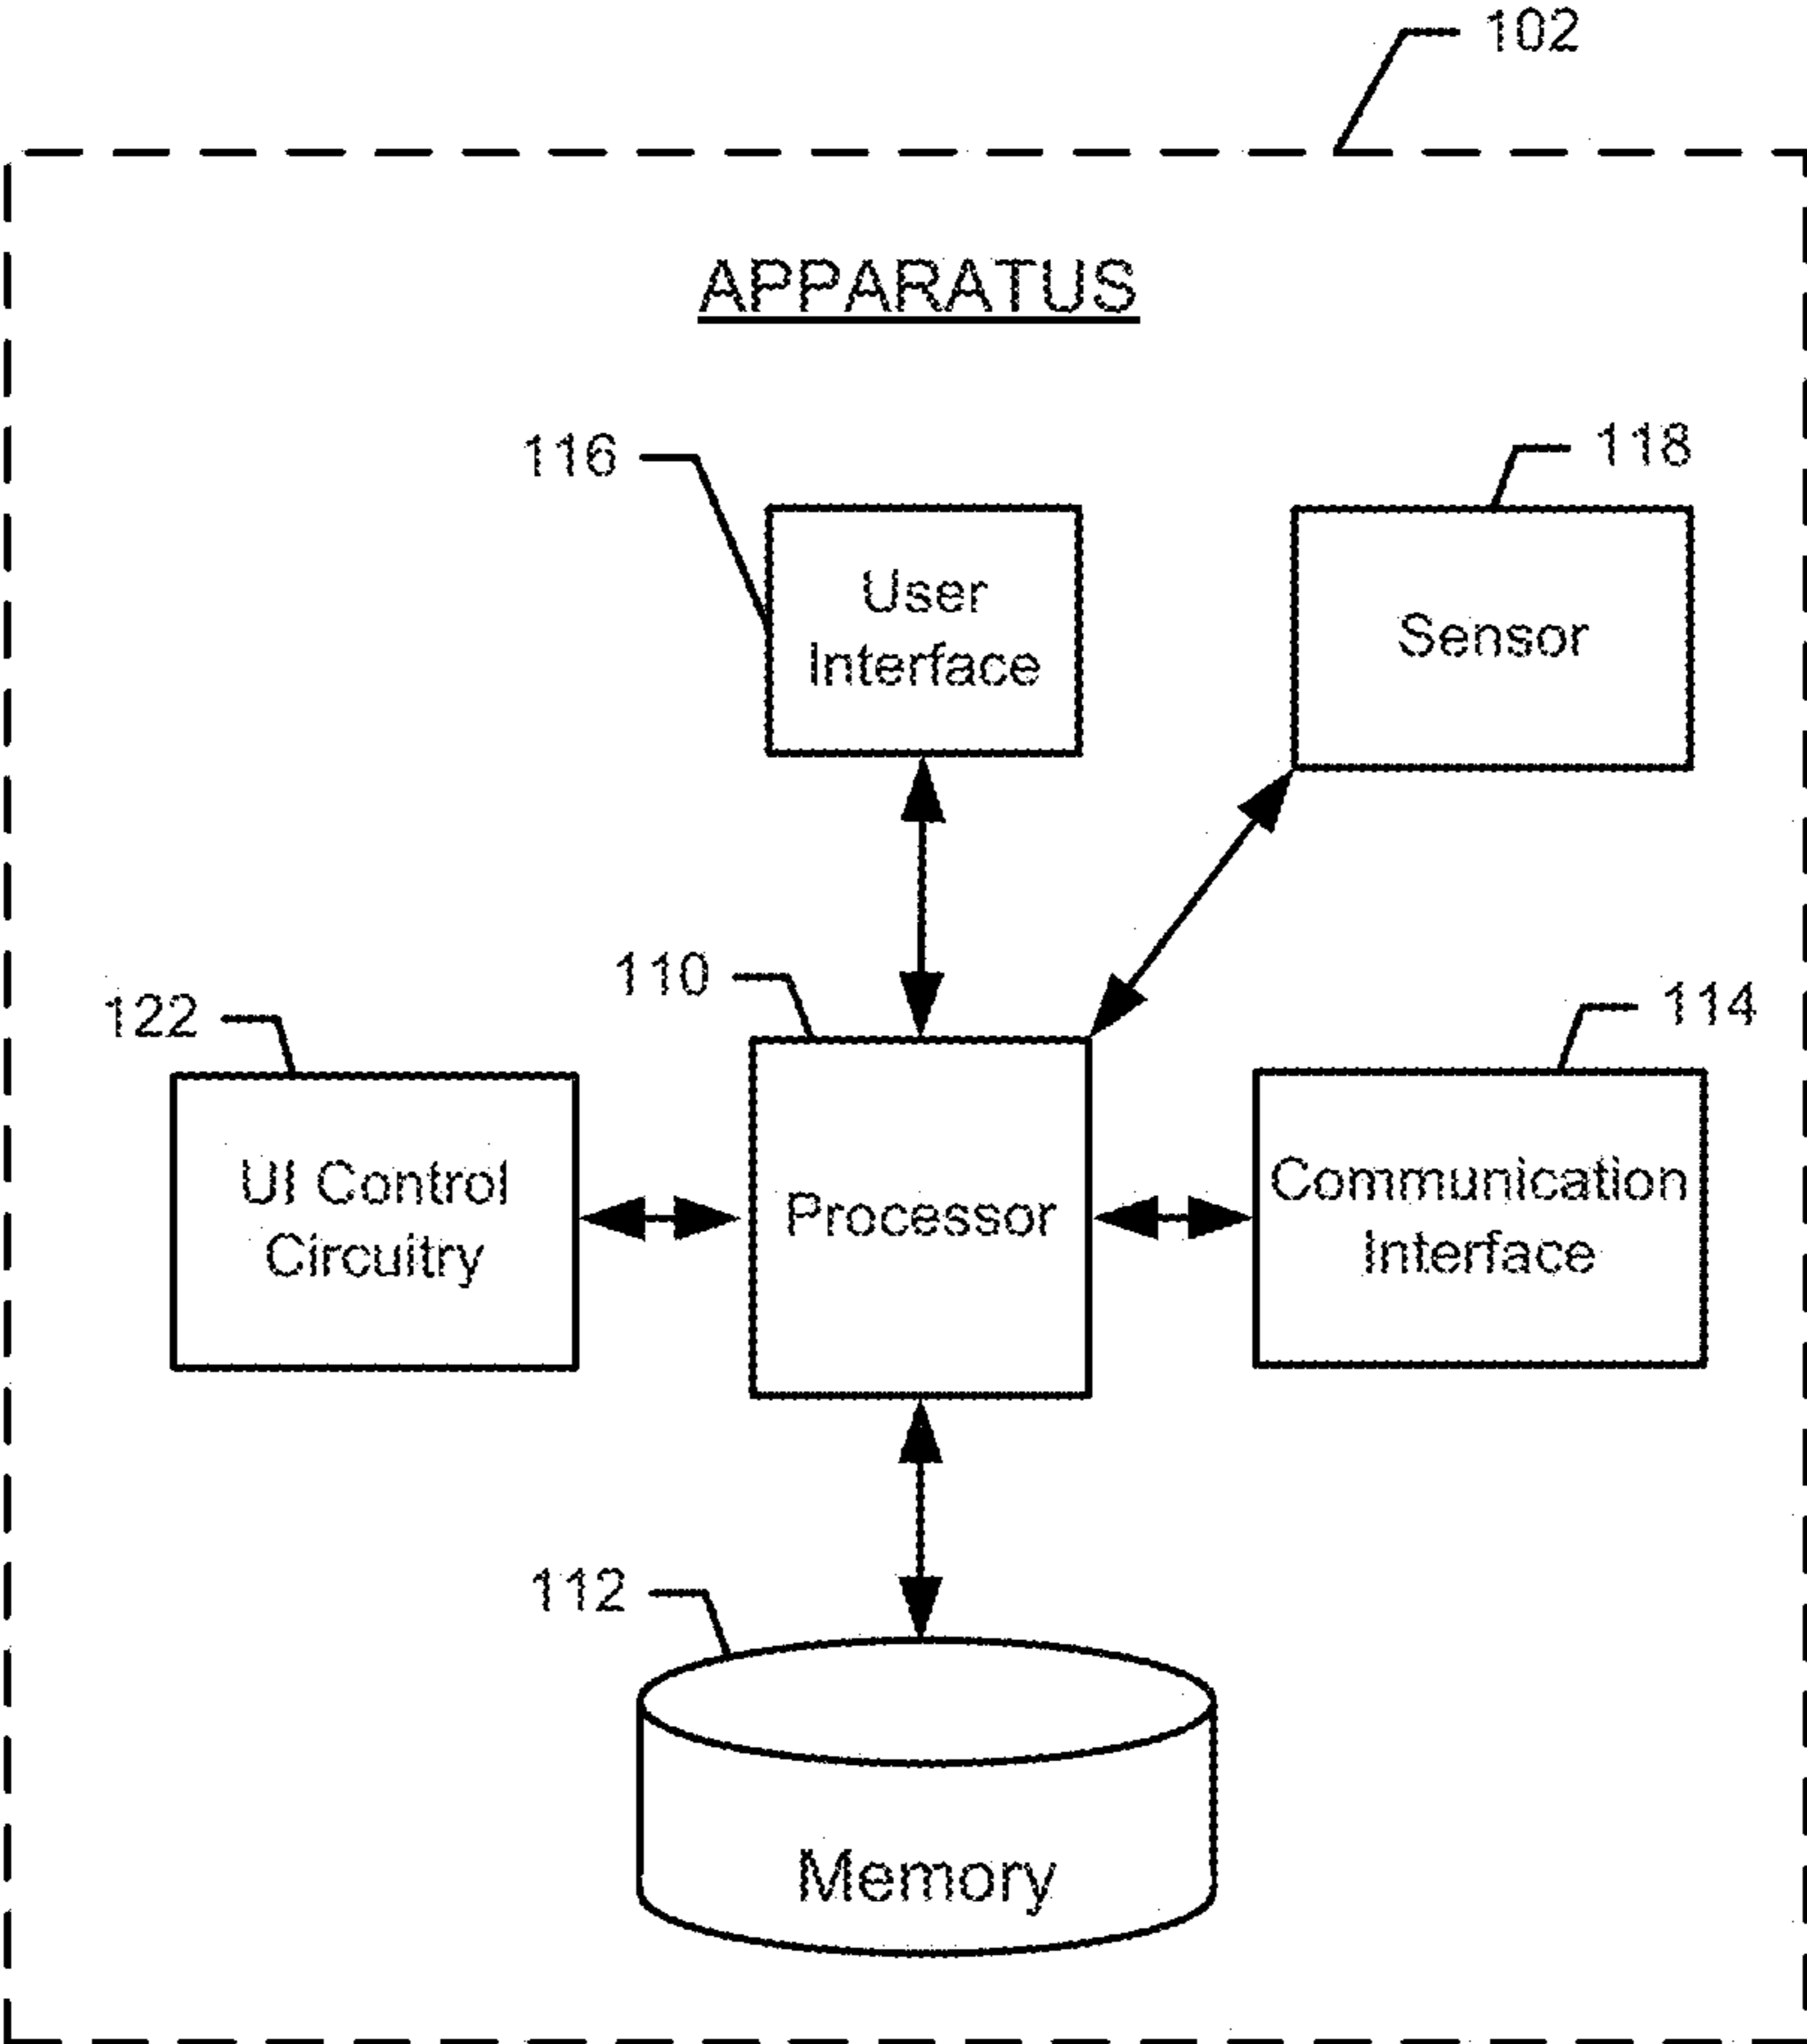 102
APPARATUS
116
118
User
Interface
Sensor
110
122
114
UI Control
Circuitry
Processor
Communication
Interface
112
Memory